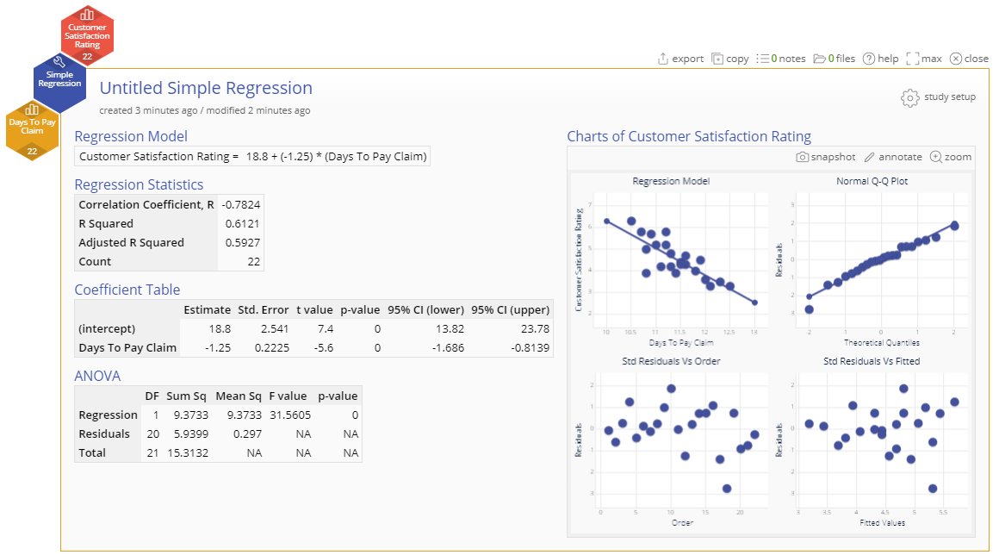 Customer
Satisfaction
Rating
22
Simple
Regression
Days To Pay
Claim
22
export copy 0 notes 0 files help max close
Untitled Simple Regression
created 3 minutes ago / modified 2 minutes ago
study setup
Regression Model
Customer Satisfaction Rating = 18.8 + (-1.25) * (Days To Pay Claim)
Regression Statistics
Correlation Coefficient, R -0.7824
R Squared 0.6121
Adjusted R Squared 0.5927
Count 22
Coefficient Table
Estimate Std. Error t value p-value 95% CI (lower) 95% CI (upper)
(intercept) 18.8 2.541 7.4 0 13.82 23.78
Days To Pay Claim -1.25 0.2225 -5.6 0 -1.686 -0.8139
ANOVA
DF Sum Sq Mean Sq F value p-value
Regression 1 9.3733 9.3733 31.5605 0
Residuals 20 5.9399 0.297 NA NA
Total 21 15.3132 NA NA NA
Charts of Customer Satisfaction Rating
snapshot annotate zoom
Regression Model
Customer Satisfaction Rating
7
6
5
4
3
2
10 10.5 11 11.5 12 12.5 13
Days To Pay Claim
Normal Q-Q Plot
Residuals
3
2
1
0
1
2
3
2 1 0 1 2
Theoretical Quantiles
Std Residuals Vs Order
Residuals
2
1
0
1
2
3
0 5 10 15 20
Order
Std Residuals Vs Fitted
Residuals
2
1
0
1
2
3
3 3.5 4 4.5 5 5.5
Fitted Values